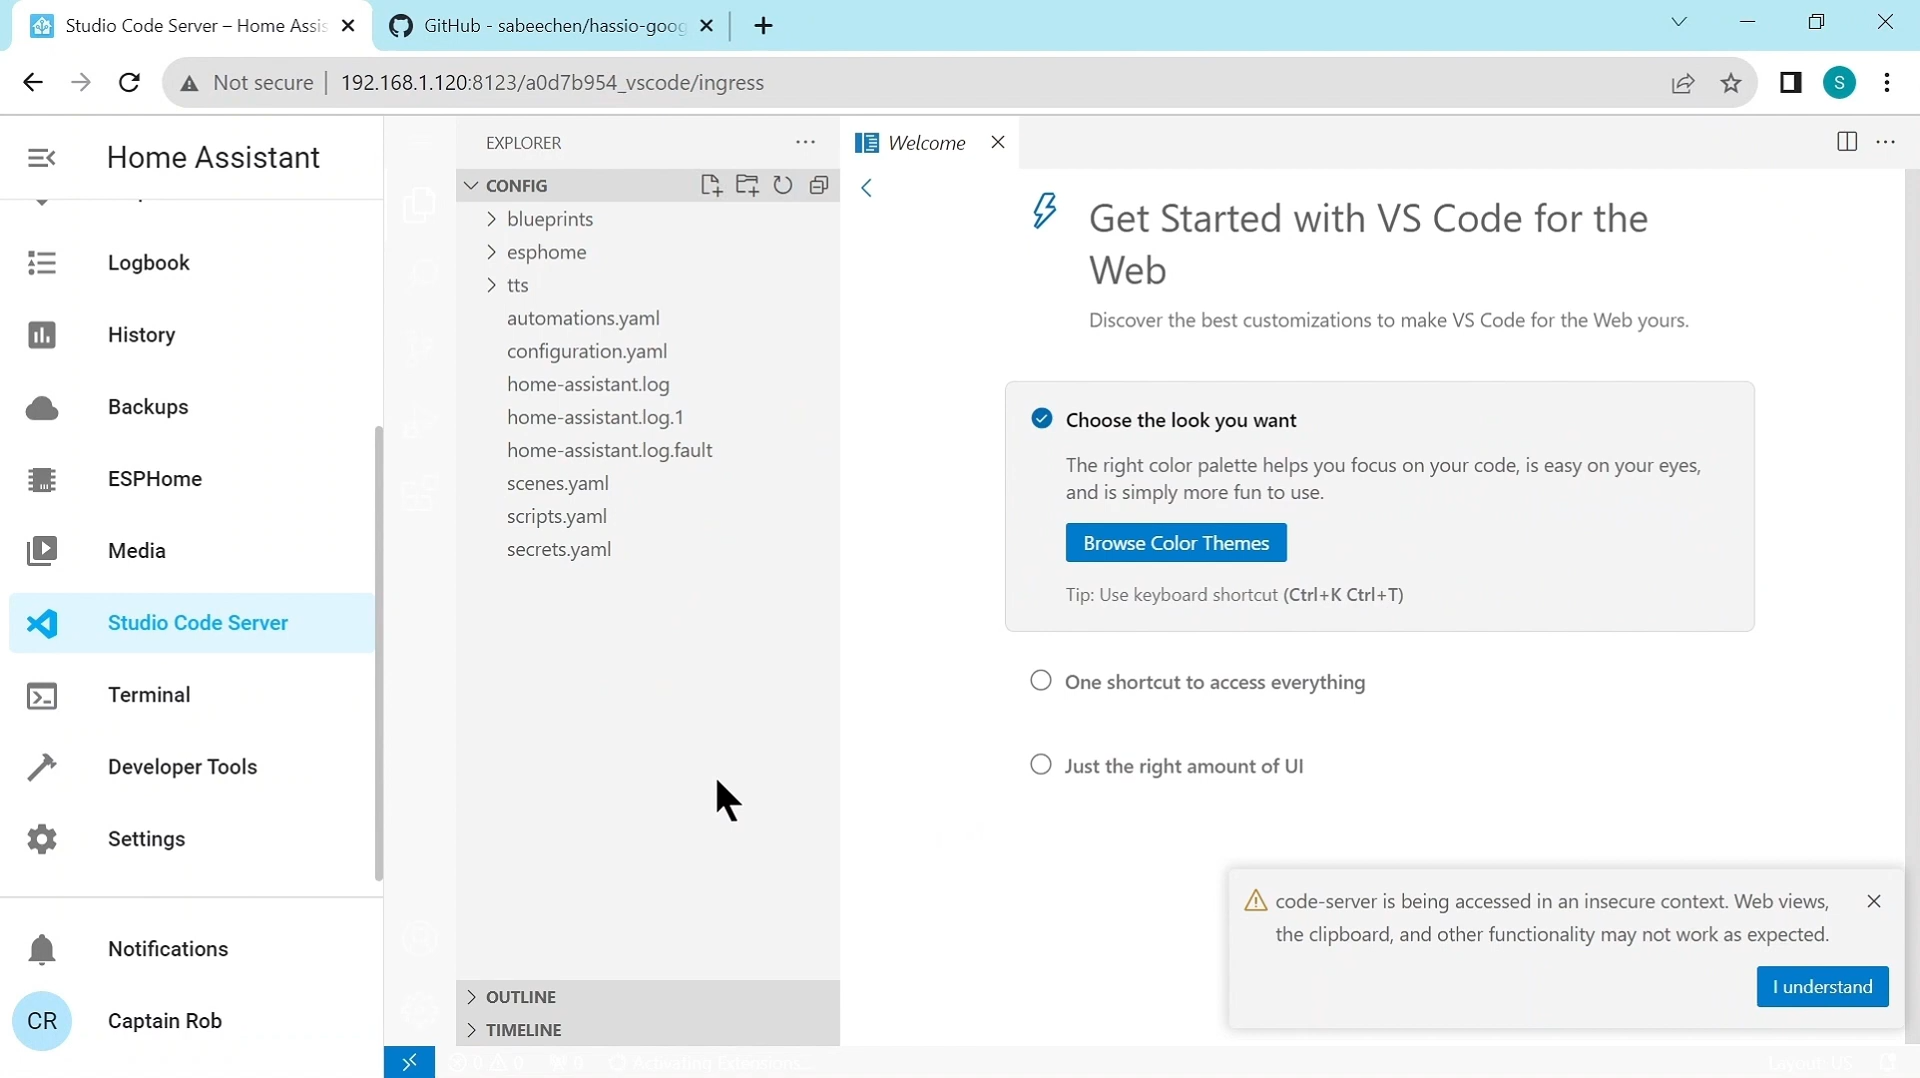 Studio Code Server – Home Assis
GitHub - sabeechen/hassio-goog
Not secure
192.168.1.120:8123/a0d7b954_vscode/ingress
S
Home Assistant
Logbook
History
Backups
ESPHome
Media
Studio Code Server
Terminal
Developer Tools
Settings
Notifications
CR
Captain Rob
EXPLORER
CONFIG
blueprints
esphome
tts
automations.yaml
configuration.yaml
home-assistant.log
home-assistant.log.1
home-assistant.log.fault
scenes.yaml
scripts.yaml
secrets.yaml
OUTLINE
TIMELINE
Welcome
Get Started with VS Code for the
Web
Discover the best customizations to make VS Code for the Web yours.
Choose the look you want
The right color palette helps you focus on your code, is easy on your eyes,
and is simply more fun to use.
Browse Color Themes
Tip: Use keyboard shortcut (Ctrl+K Ctrl+T)
One shortcut to access everything
Just the right amount of UI
code-server is being accessed in an insecure context. Web views,
the clipboard, and other functionality may not work as expected.
I understand
0 0 0 Activating Extensions...
Layout: US